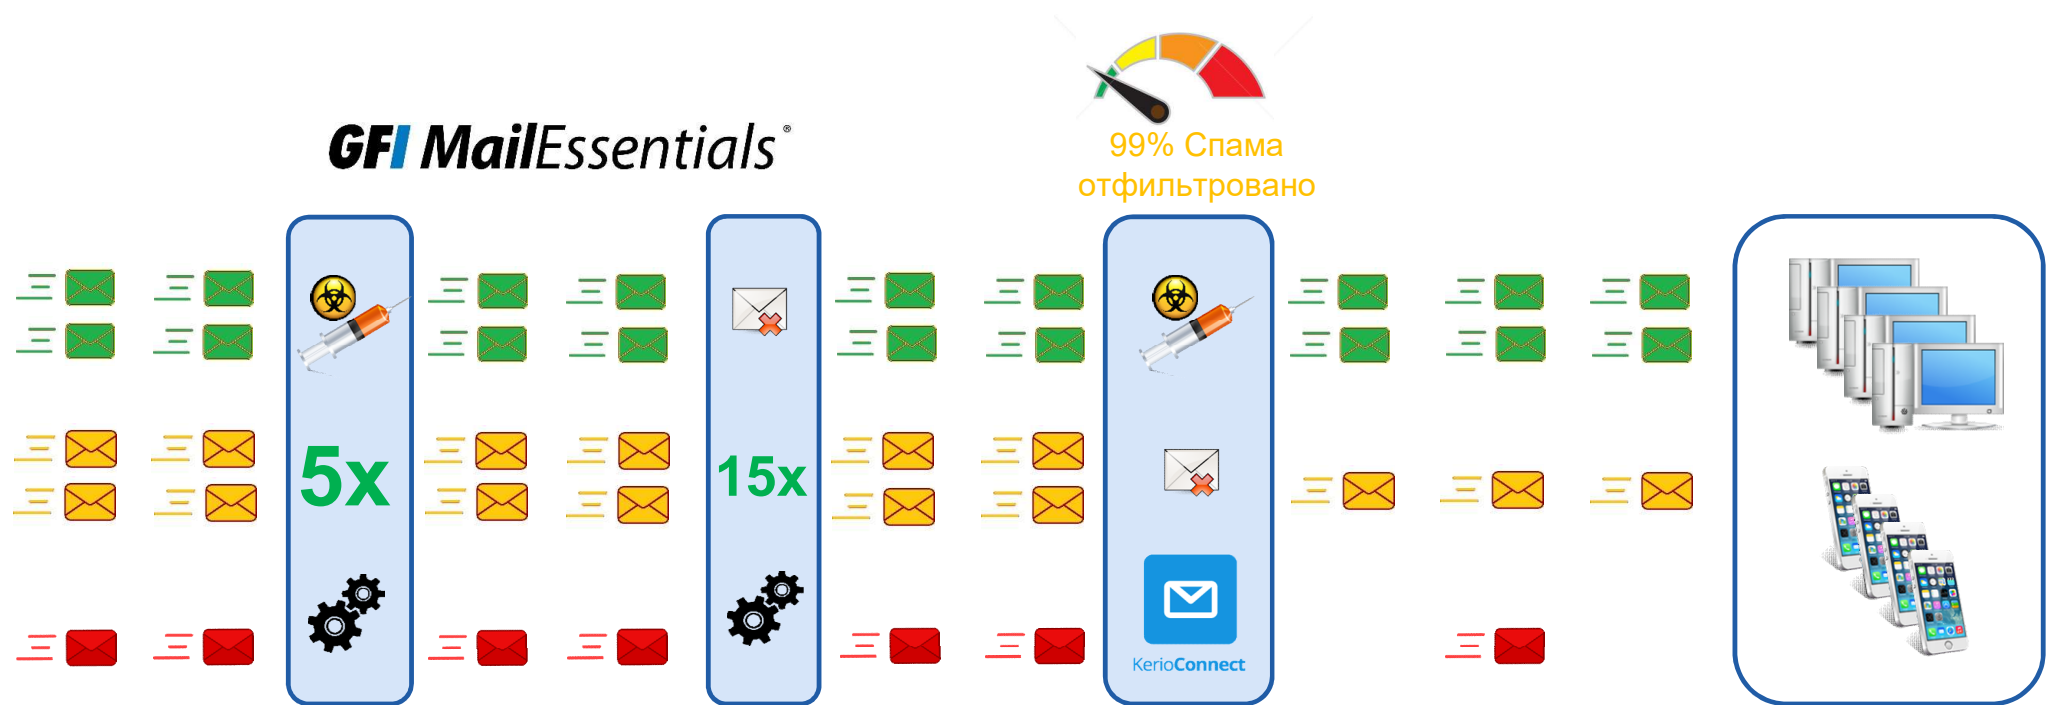 GFI MailEssentials®
99% Спама
отфильтровано
5x
15x
KerioConnect